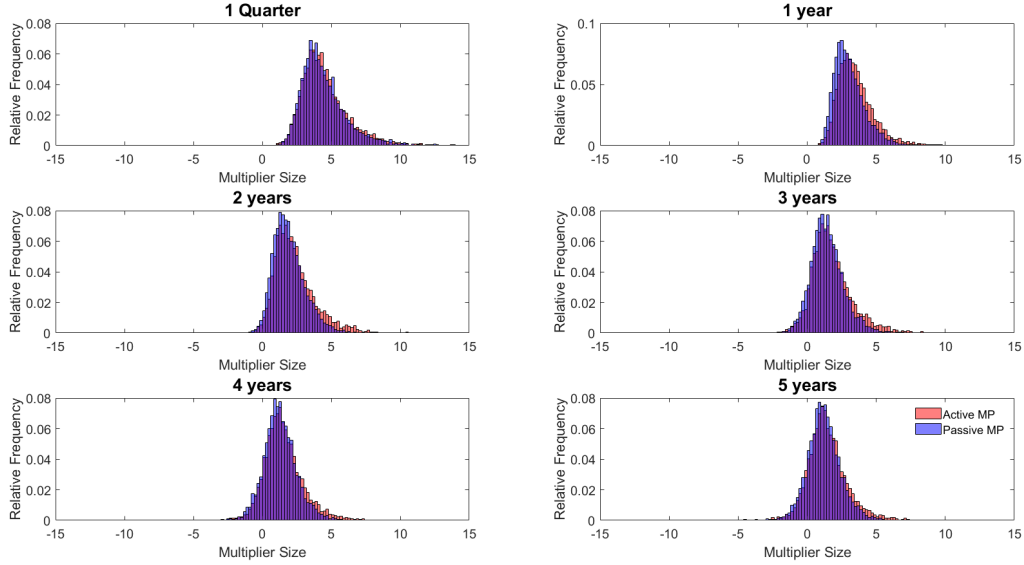 1 Quarter
Relative Frequency
0.08
0.06
0.04
0.02
0
-15 -10 -5 0 5 10 15
Multiplier Size
1 year
Relative Frequency
0.1
0.05
0
-15 -10 -5 0 5 10 15
Multiplier Size
2 years
Relative Frequency
0.08
0.06
0.04
0.02
0
-15 -10 -5 0 5 10 15
Multiplier Size
3 years
Relative Frequency
0.08
0.06
0.04
0.02
0
-15 -10 -5 0 5 10 15
Multiplier Size
4 years
Relative Frequency
0.08
0.06
0.04
0.02
0
-15 -10 -5 0 5 10 15
Multiplier Size
5 years
Relative Frequency
0.08
0.06
0.04
0.02
0
-15 -10 -5 0 5 10 15
Multiplier Size
Active MP
Passive MP